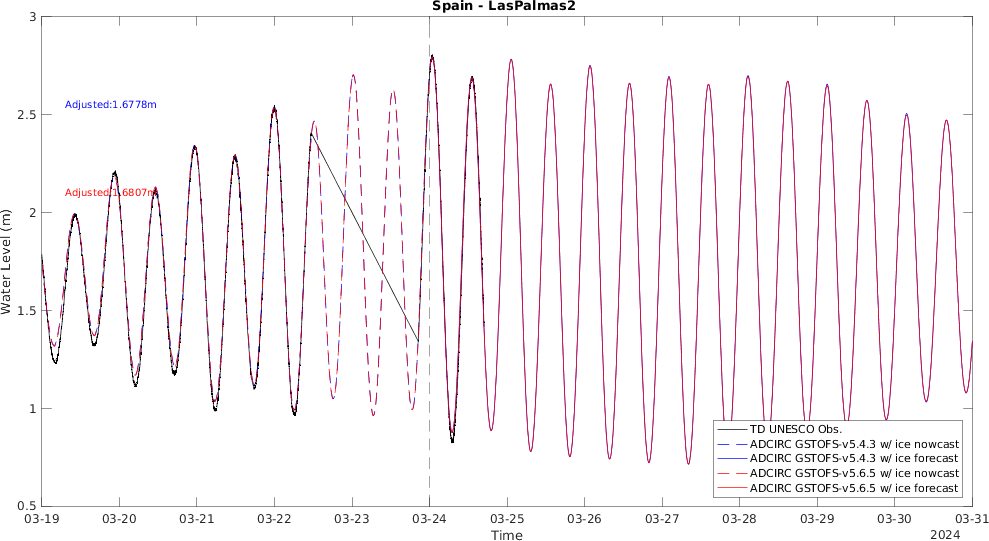 Spain - LasPalmas2
3
2.5
2
1.5
1
0.5
Water Level (m)
Adjusted:1.6778m
Adjusted:1.6807m
TD UNESCO Obs.
ADCIRC GSTOFS-v5.4.3 w/ ice nowcast
ADCIRC GSTOFS-v5.4.3 w/ ice forecast
ADCIRC GSTOFS-v5.6.5 w/ ice nowcast
ADCIRC GSTOFS-v5.6.5 w/ ice forecast
03-19 03-20 03-21 03-22 03-23 03-24 03-25 03-26 03-27 03-28 03-29 03-30 03-31
Time
2024